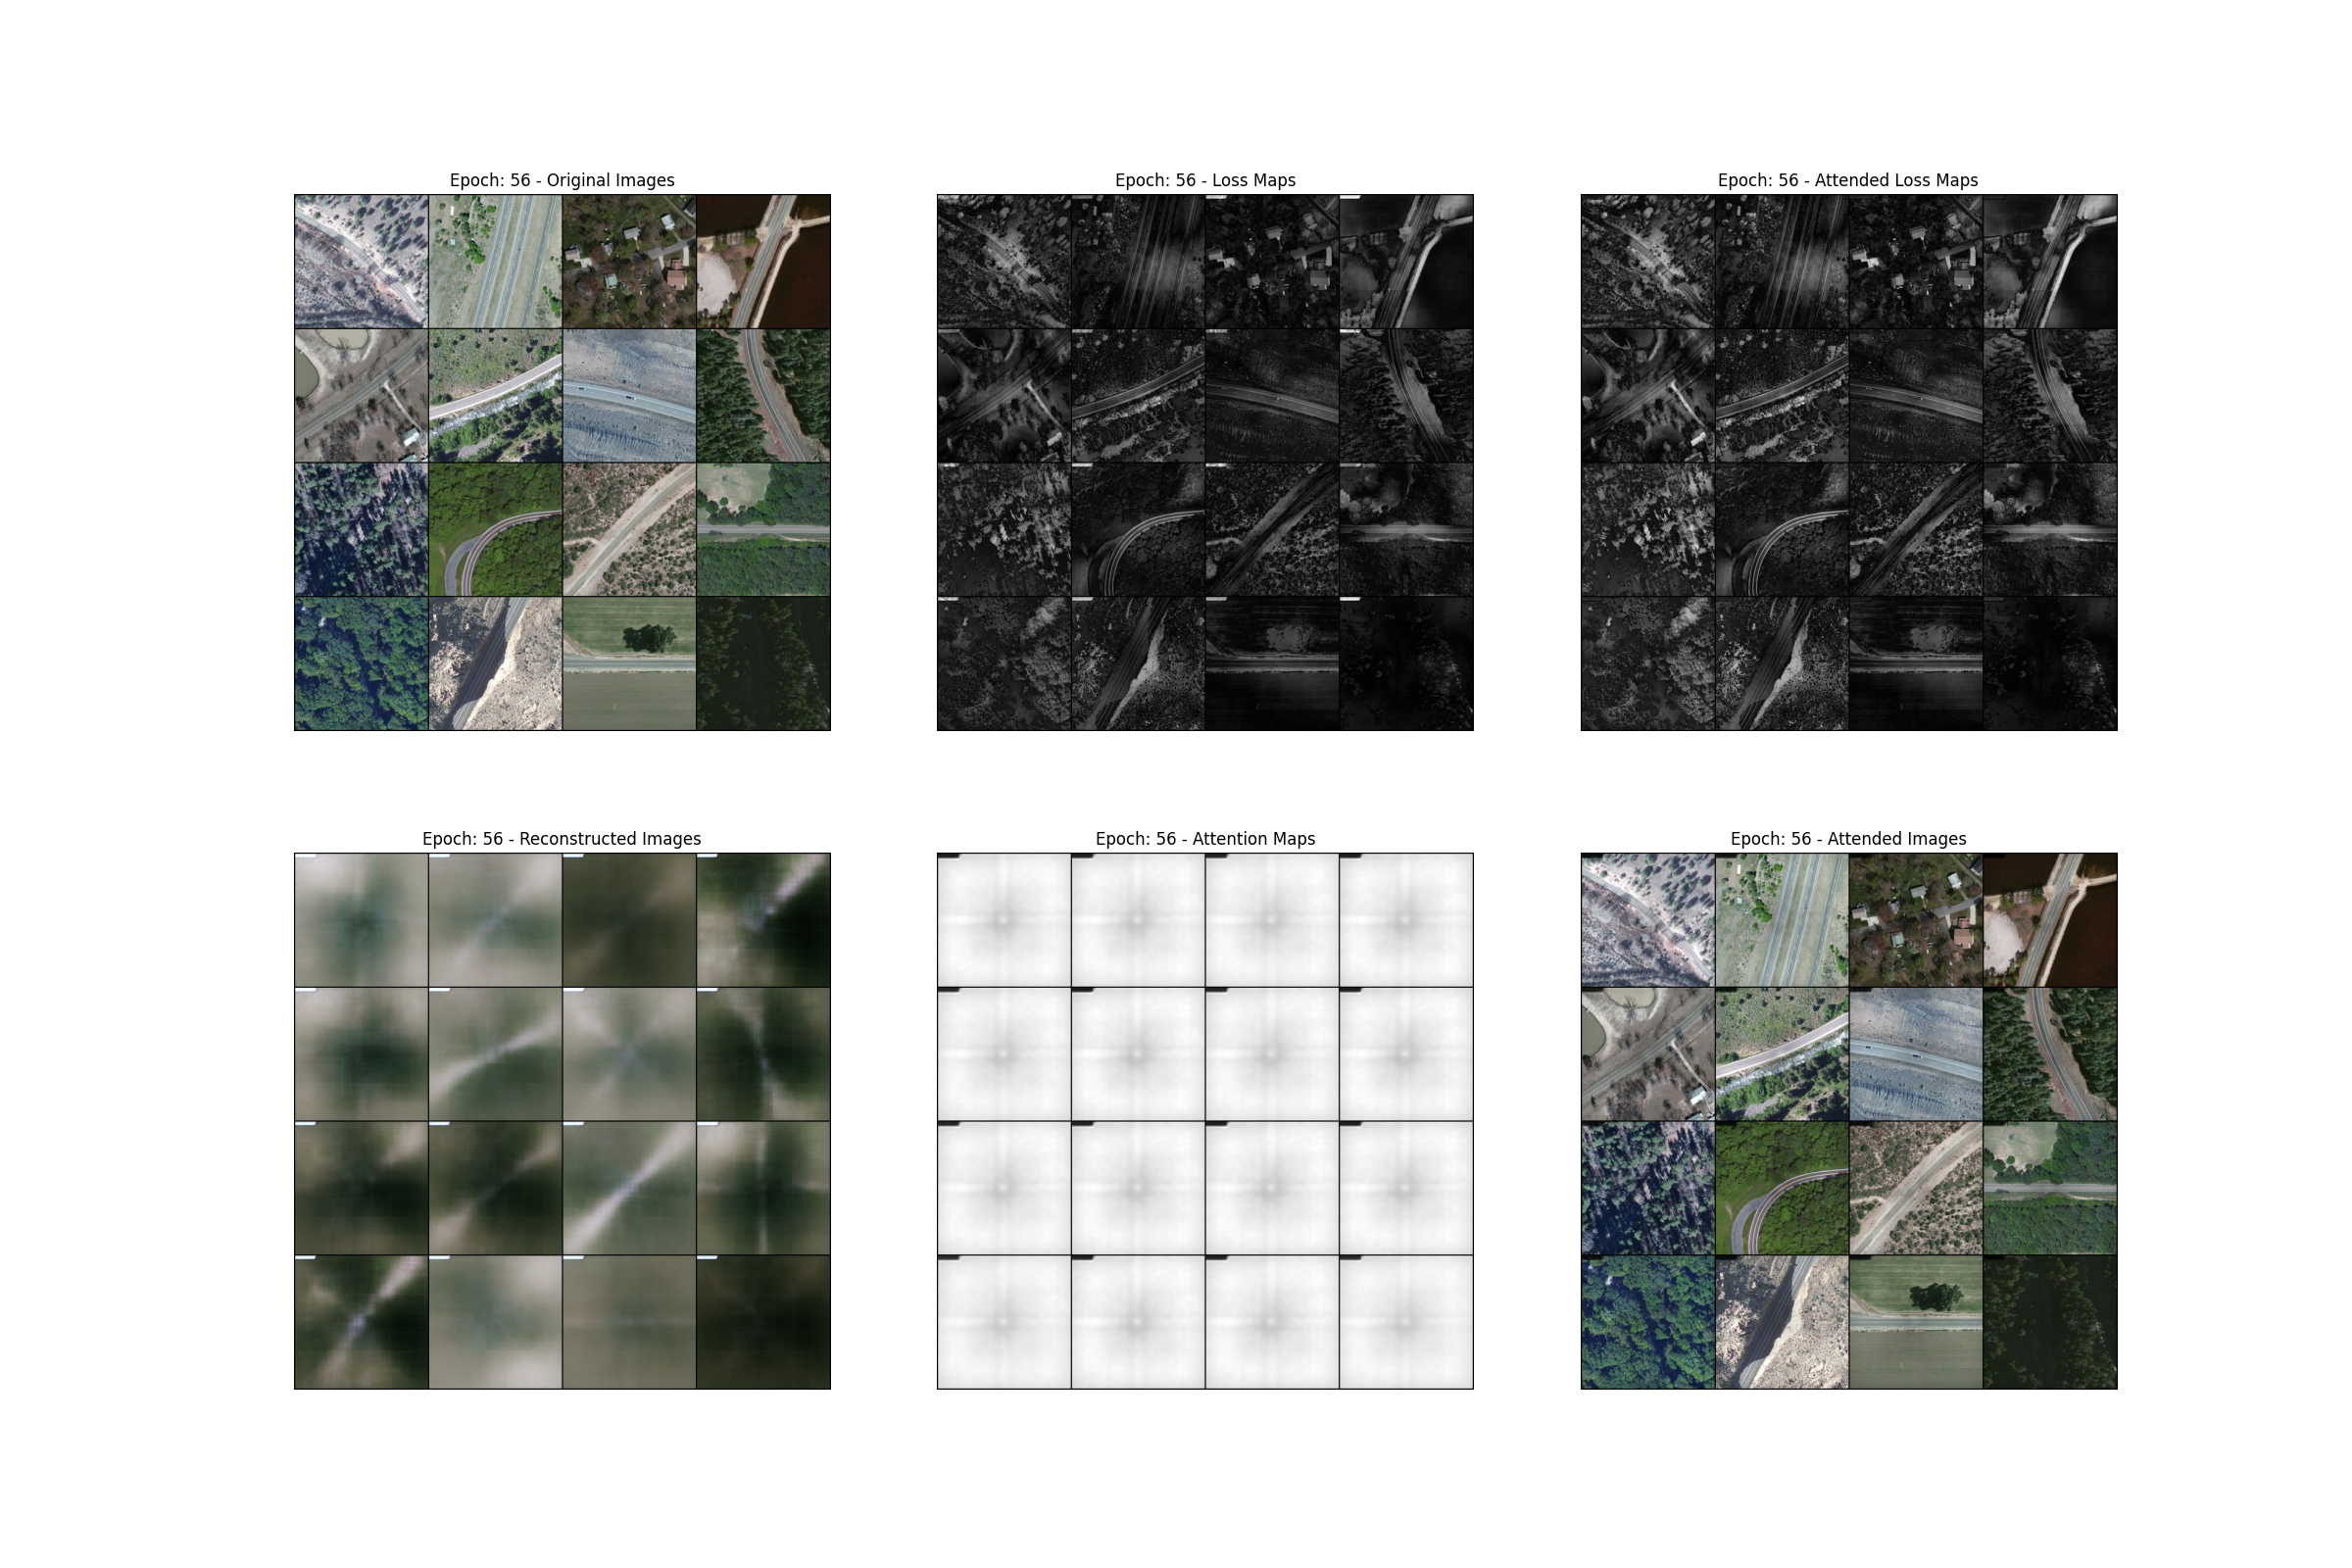 Epoch: 56 - Original Images
Epoch: 56 - Loss Maps
Epoch: 56 - Attended Loss Maps
Epoch: 56 - Reconstructed Images
Epoch: 56 - Attention Maps
Epoch: 56 - Attended Images